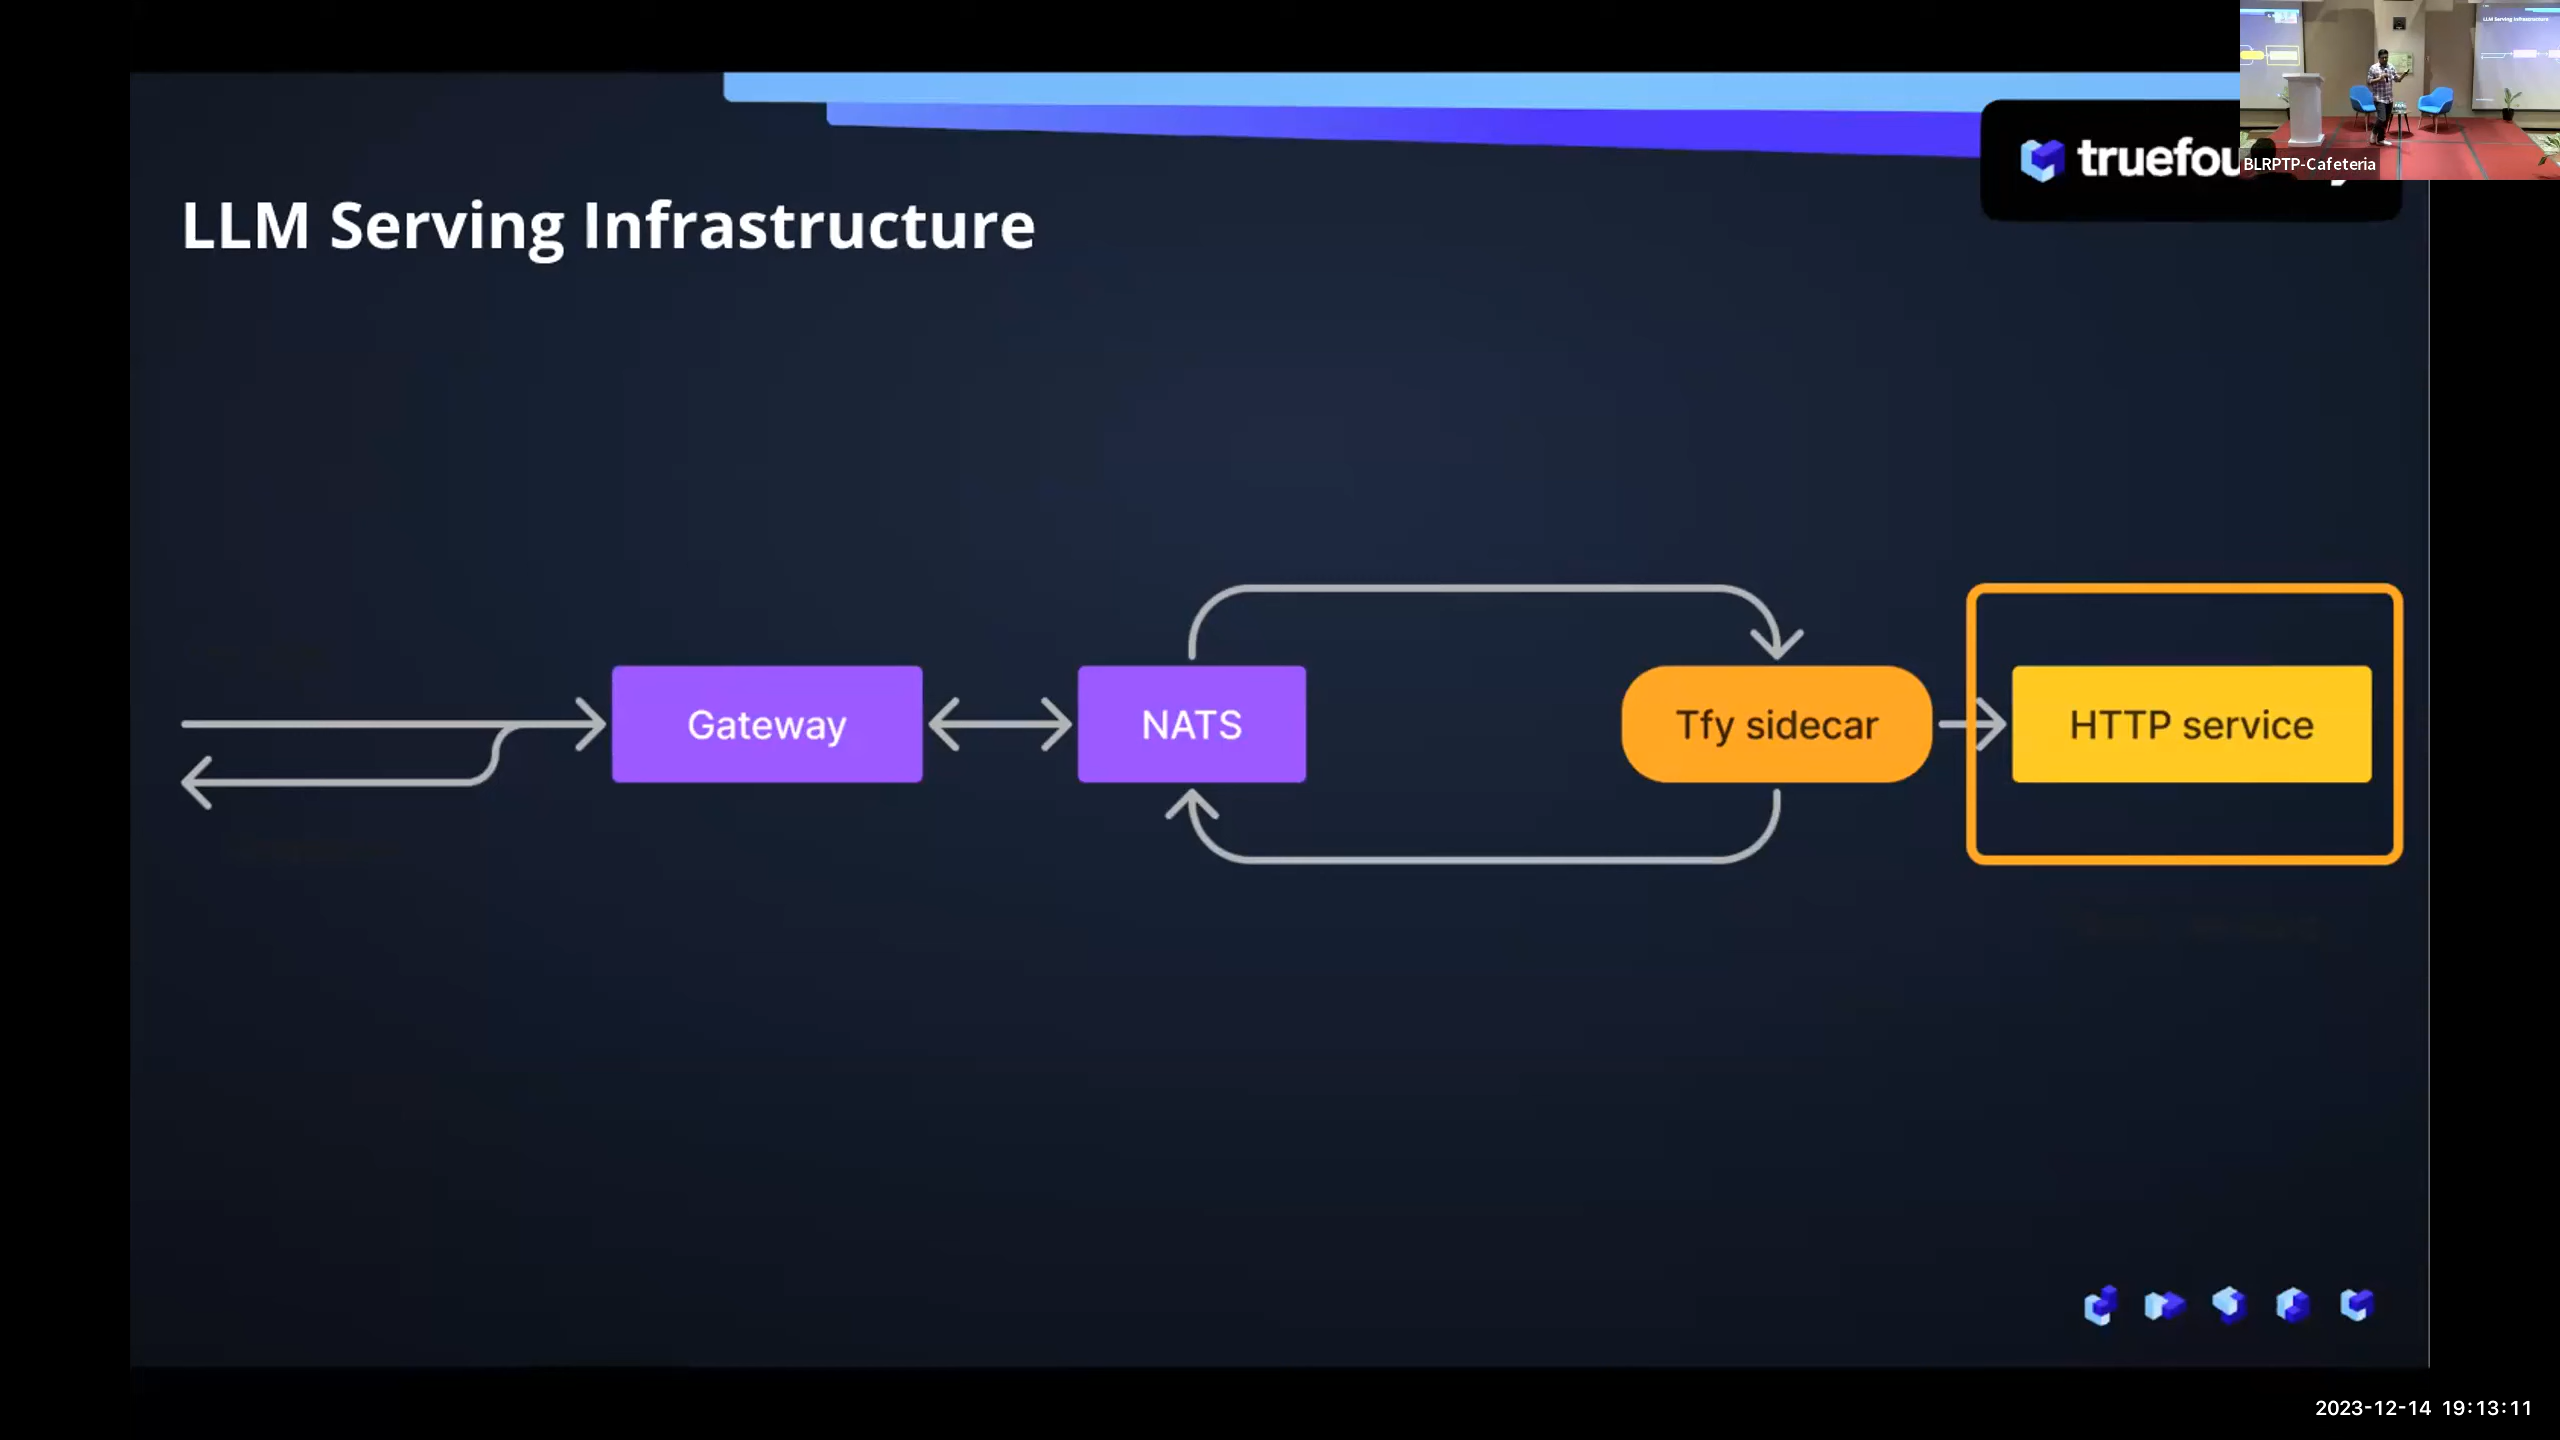 truefou
BLRPTP-Cafeteria
LLM Serving Infrastructure
Gateway
NATS
Tfy sidecar
HTTP service
2023-12-14 19:13:11